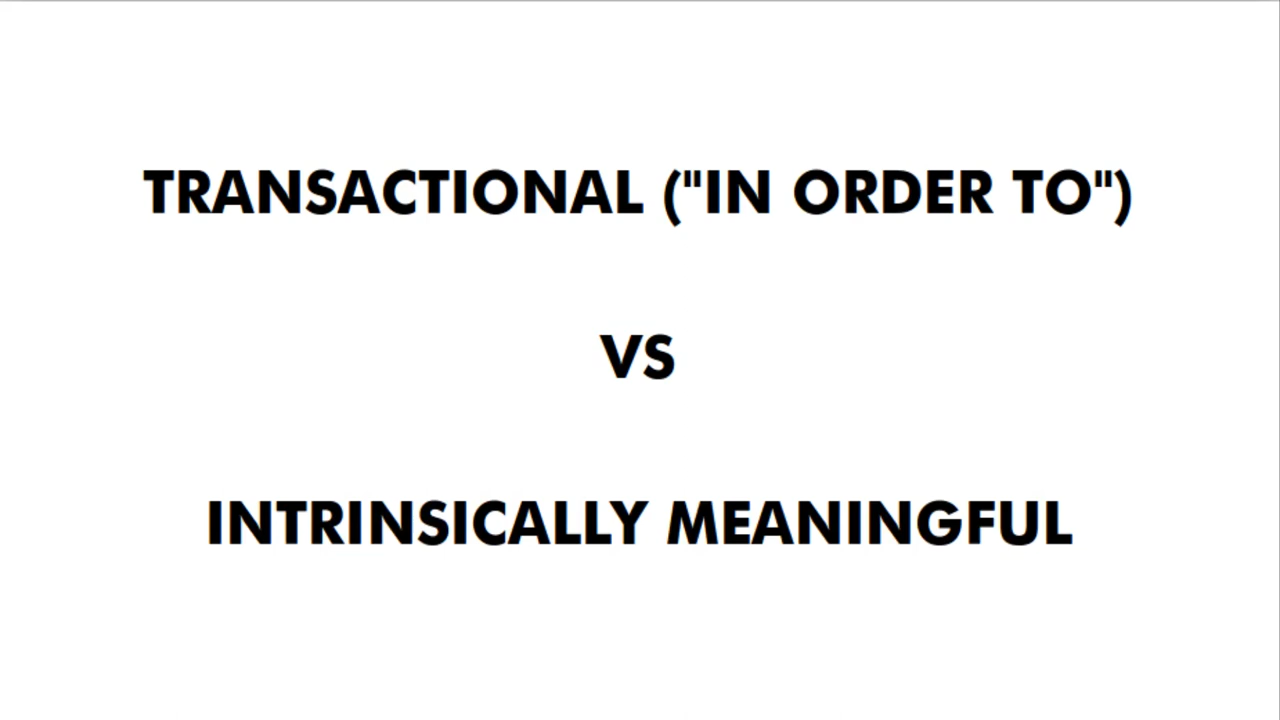 TRANSACTIONAL ("IN ORDER TO")
VS
INTRINSICALLY MEANINGFUL